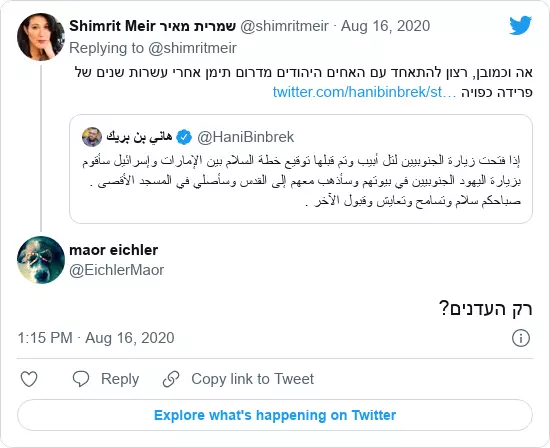 Shimrit Meir שמרית מאיר @shimritmeir · Aug 16, 2020
Replying to @shimritmeir
אה וכמובן, רצון להתאחד עם האחים היהודים מדרום תימן אחרי עשרות שנים של
פרידה כפויה twitter.com/hanibinbrek/st…
هاني بن بريك @HaniBinbrek
إذا فتحت زيارة الجنوبيين لتل أبيب وتم قبلها توقيع خطة السلام بين الإمارات وإسرائيل سأقوم
بزيارة اليهود الجنوبيين في بيوتهم وسأذهب معهم إلى القدس وسأصلي في المسجد الأقصى .
صباحكم سلام وتسامح وتعايش وقبول الآخر .
maor eichler
@EichlerMaor
רק העדנים?
1:15 PM · Aug 16, 2020
Reply
Copy link to Tweet
Explore what's happening on Twitter